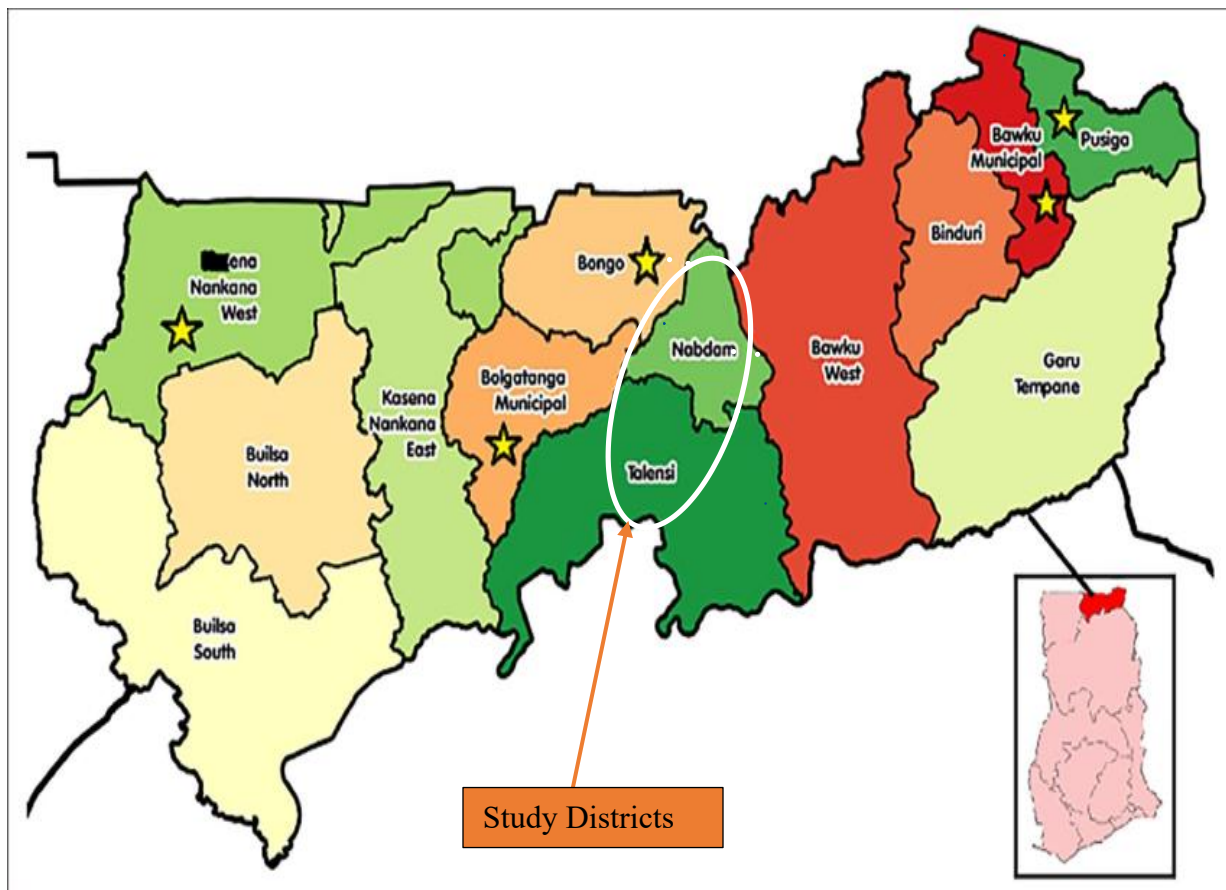 Bawku
Municipal
Pusiga
Binduri
Bongo
Nankana
West
Nabdam
Bawku
West
Garu
Tempane
Bolgatanga
Municipal
Kasena
Nankana
East
Builsa
North
Talensi
Builsa
South
Study Districts